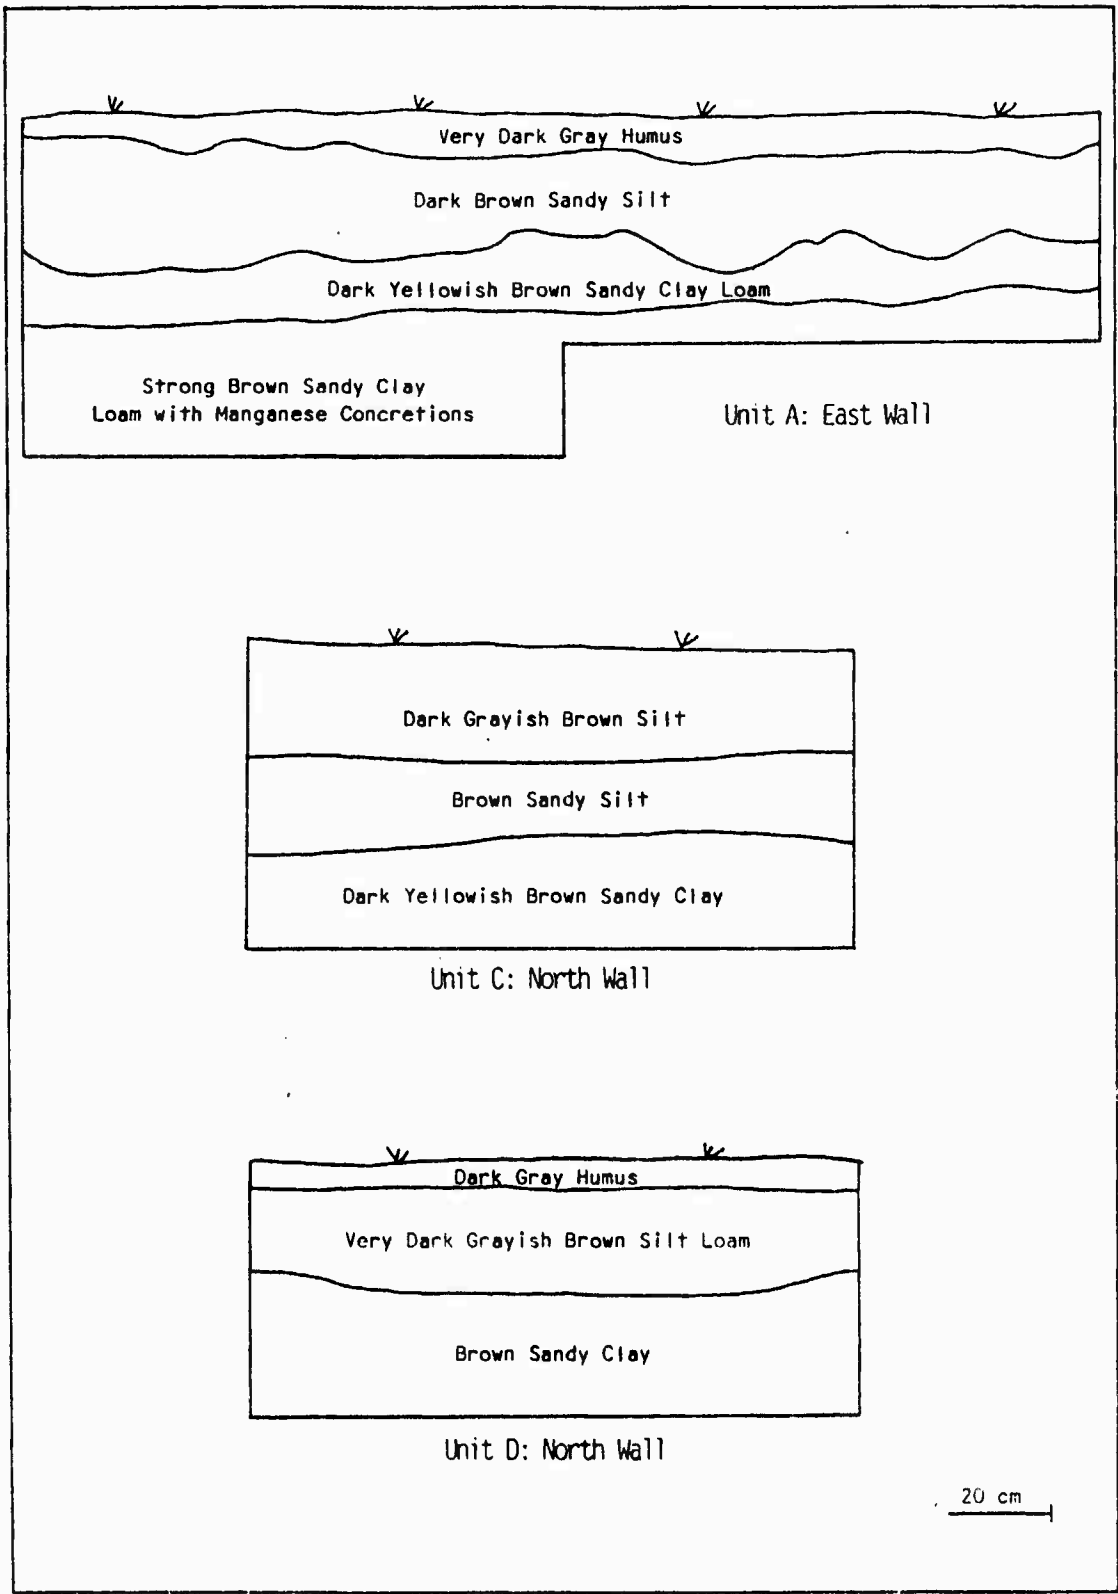 Very Dark Gray Humus
Dark Brown Sandy Silt
Dark Yellowish Brown Sandy Clay Loam
Strong Brown Sandy Clay
Loam with Manganese Concretions
Unit A: East Wall
Dark Grayish Brown Silt
Brown Sandy Silt
Dark Yellowish Brown Sandy Clay
Unit C: North Wall
Dark Gray Humus
Very Dark Grayish Brown Silt Loam
Brown Sandy Clay
Unit D: North Wall
20 cm